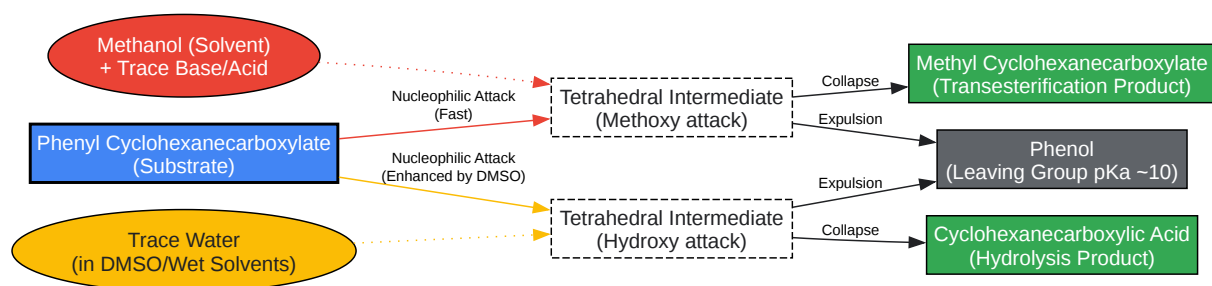 Methanol (Solvent)
+ Trace Base/Acid
Phenyl Cyclohexanecarboxylate
(Substrate)
Trace Water
(in DMSO/Wet Solvents)
Nucleophilic Attack
(Fast)
Nucleophilic Attack
(Enhanced by DMSO)
Tetrahedral Intermediate
(Methoxy attack)
Tetrahedral Intermediate
(Hydroxy attack)
Collapse
Expulsion
Expulsion
Collapse
Methyl Cyclohexanecarboxylate
(Transesterification Product)
Phenol
(Leaving Group pKa ~10)
Cyclohexanecarboxylic Acid
(Hydrolysis Product)